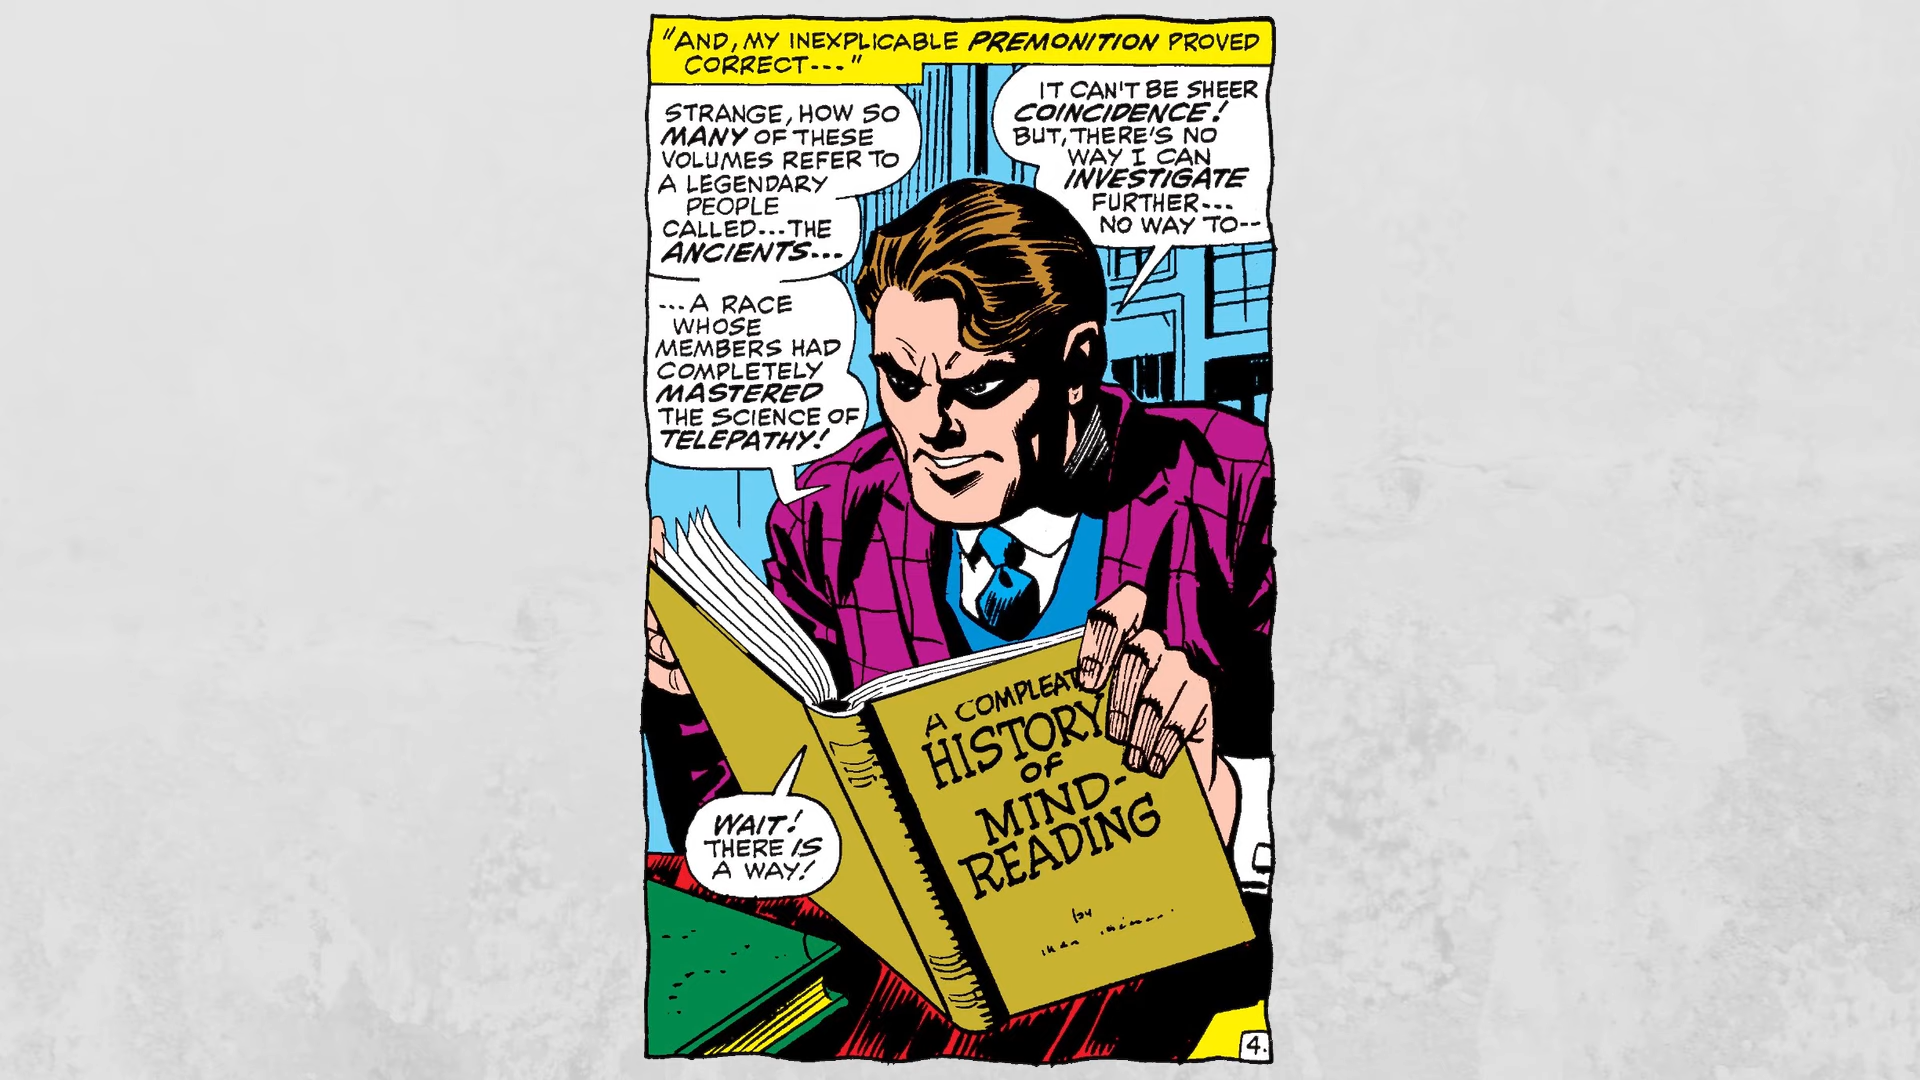 "AND, MY INEXPLICABLE PREMONITION PROVED
CORRECT---"
STRANGE, HOW SO
MANY OF THESE
VOLUMES REFER TO
A LEGENDARY
PEOPLE
CALLED...THE
ANCIENTS...
...A RACE
WHOSE
MEMBERS HAD
COMPLETELY
MASTERED
THE SCIENCE OF
TELEPATHY!
IT CAN'T BE SHEER
COINCIDENCE!
BUT, THERE'S NO
WAY I CAN
INVESTIGATE
FURTHER...
NO WAY TO--
A COMPLEAT
HISTORY
OF
MIND-
READING
by
WAIT!
THERE IS
A WAY!
4.